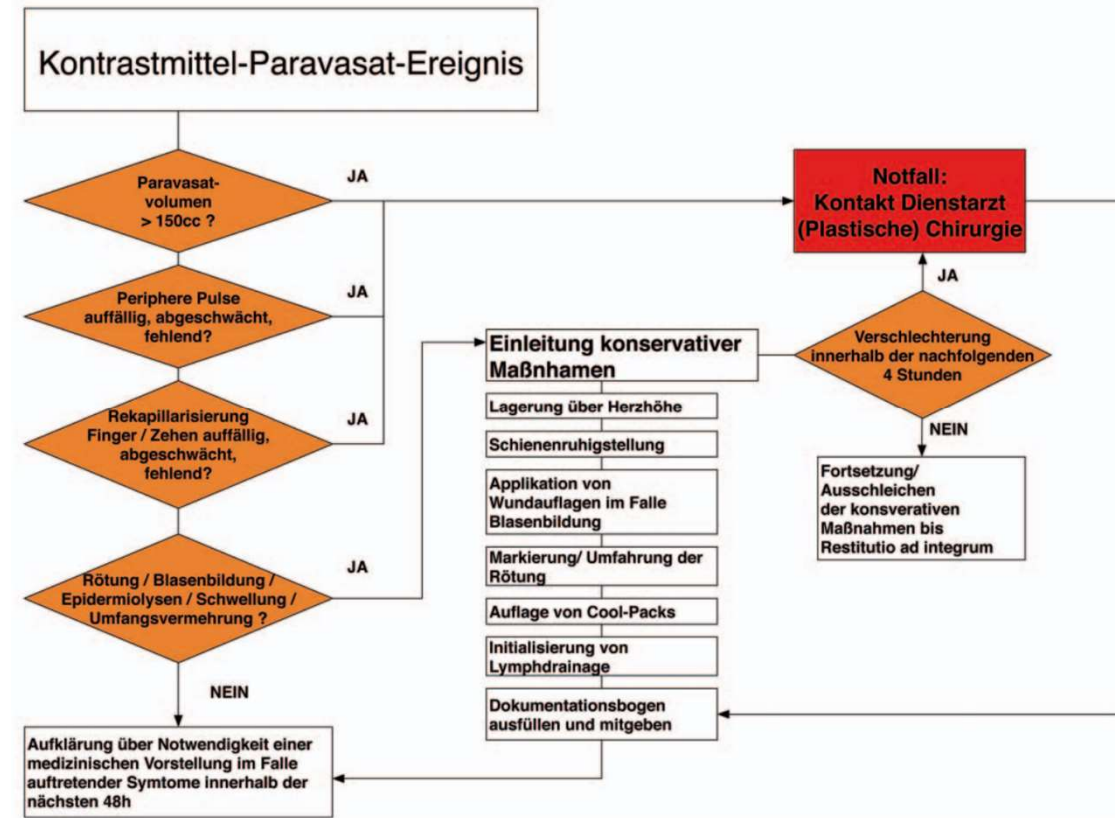 Kontrastmittel-Paravasat-Ereignis
Paravasat-
volumen
> 150cc ?
JA
Periphere Pulse
auffällig, abgeschwächt,
fehlend?
JA
Rekapillarisierung
Finger / Zehen auffällig,
abgeschwächt,
fehlend?
JA
Rötung / Blasenbildung /
Epidermiolysen / Schwellung /
Umfangsvermehrung ?
JA
NEIN
Aufklärung über Notwendigkeit einer
medizinischen Vorstellung im Falle
auftretender Symtome innerhalb der
nächsten 48h
Einleitung konservativer
Maßnhamen
Lagerung über Herzhöhe
Schienenruhigstellung
Applikation von
Wundauflagen im Falle
Blasenbildung
Markierung/ Umfahrung der
Rötung
Auflage von Cool-Packs
Initialisierung von
Lymphdrainage
Dokumentationsbogen
ausfüllen und mitgeben
Notfall:
Kontakt Dienstarzt
(Plastische) Chirurgie
JA
Verschlechterung
innerhalb der nachfolgenden
4 Stunden
NEIN
Fortsetzung/
Ausschleichen
der konsverativen
Maßnahmen bis
Restitutio ad integrum